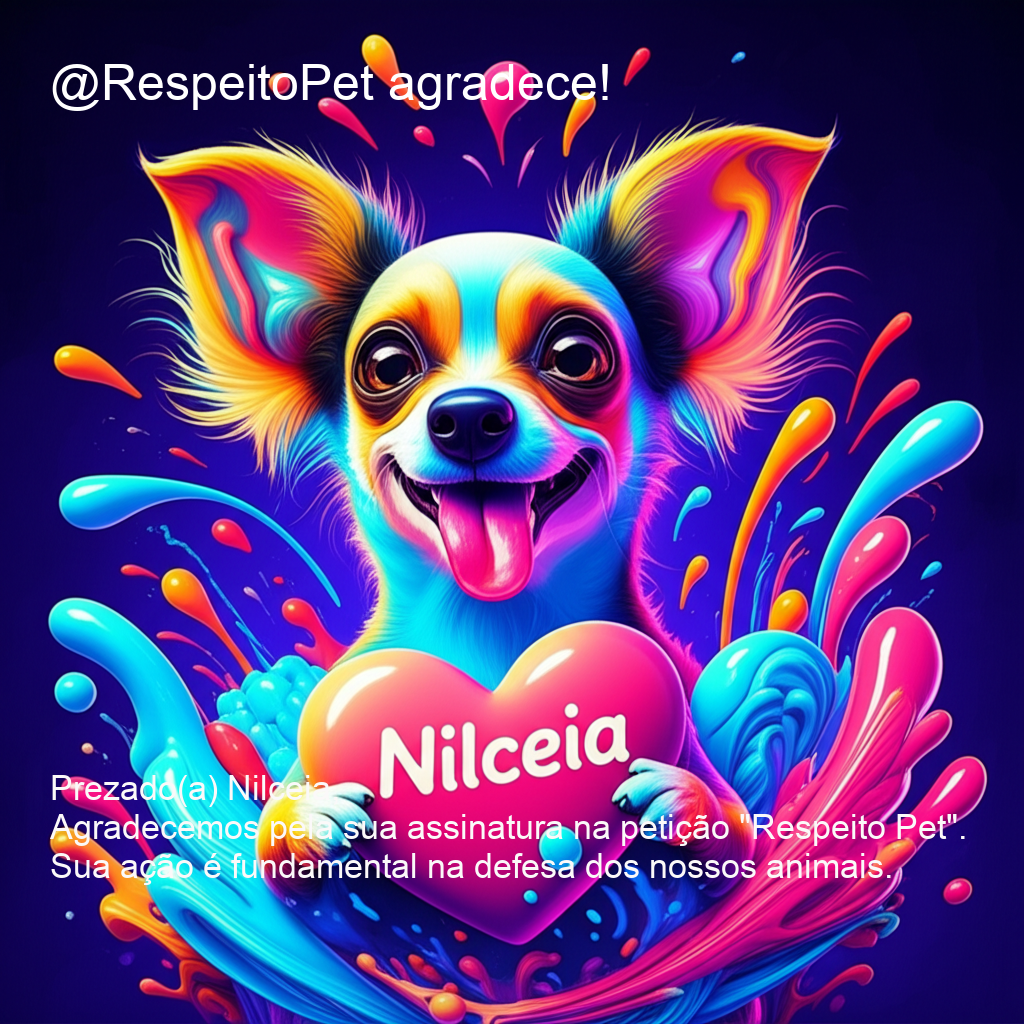 @RespeitoPet agradece!
Nilceia
Prezado(a) Nilceia,
Agradecemos pela sua assinatura na petição "Respeito Pet".
Sua ação é fundamental na defesa dos nossos animais.